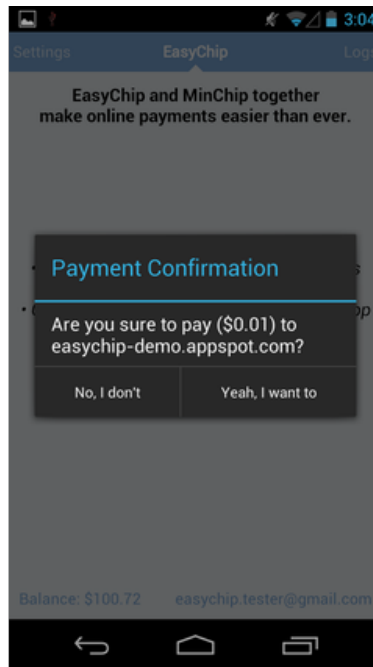 3:04
Settings EasyChip Logs
EasyChip and MinChip together
make online payments easier than ever.
Payment Confirmation
Are you sure to pay ($0.01) to
easychip-demo.appspot.com?
No, I don't Yeah, I want to
Balance: $100.72 easychip.tester@gmail.com